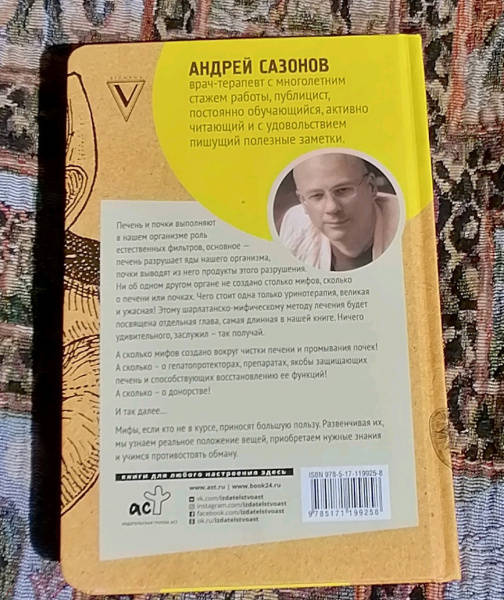 АНДРЕЙ САЗОНОВ
врач-терапевт с многолетним
стажем работы, публицист,
постоянно обучающийся, активно
читающий и с удовольствием
пишущий полезные заметки.
Печень и почки выполняют
в нашем организме роль
естественных фильтров, основное —
печень разрушает яды нашего организма,
почки выводят из него продукты этого разрушения.
Ни об одном другом органе не создано столько мифов, сколько
о печени или почках. Чего стоит одна только уринотерапия, великая
и ужасная! Этому шарлатанско-мифическому методу лечения будет
посвящена отдельная глава, самая длинная в нашей книге. Ничего
удивительного, заслужил – так получай.
А сколько мифов создано вокруг чистки печени и промывания почек!
А сколько – о гепатопротекторах, препаратах, якобы защищающих
печень и способствующих восстановлению ее функций!
А сколько – о донорстве!
И так далее...
Мифы, если кто не в курсе, приносят большую пользу. Развенчивая их,
мы узнаем реальное положение вещей, приобретаем нужные знания
и учимся противостоять обману.
книги для любого настроения здесь
www.ast.ru | www.book24.ru
vk.com/izdatelstvoast
instagram.com/izdatelstvoast
facebook.com/izdatelstvoast
ok.ru/izdatelstvoast
аст
ИЗДАТЕЛЬСКАЯ ГРУППА АСТ
ISBN 978-5-17-119925-8
9785171199258